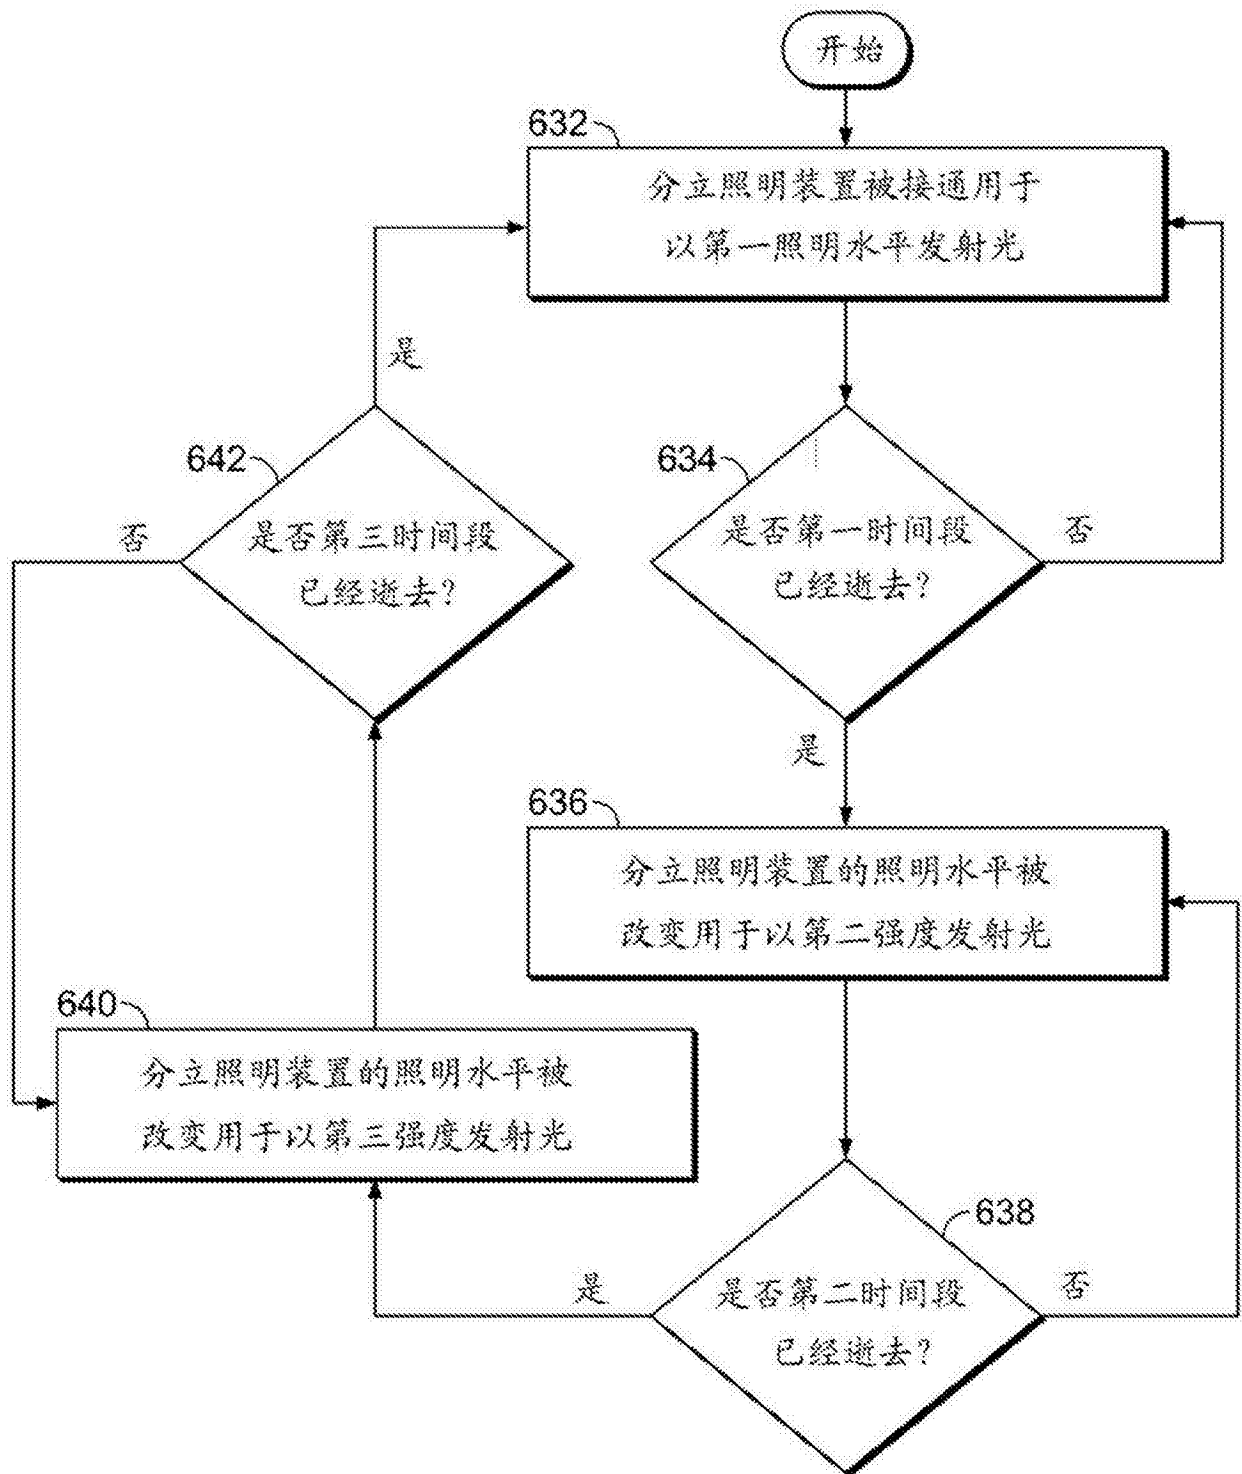 开始
632
分立照明装置被接通用于
以第一照明水平发射光
是
642
634
否
是否第三时间段
已经逝去?
是否第一时间段
已经逝去?
否
是
636
分立照明装置的照明水平被
改变用于以第二强度发射光
640
分立照明装置的照明水平被
改变用于以第三强度发射光
638
是
是否第二时间段
已经逝去?
否